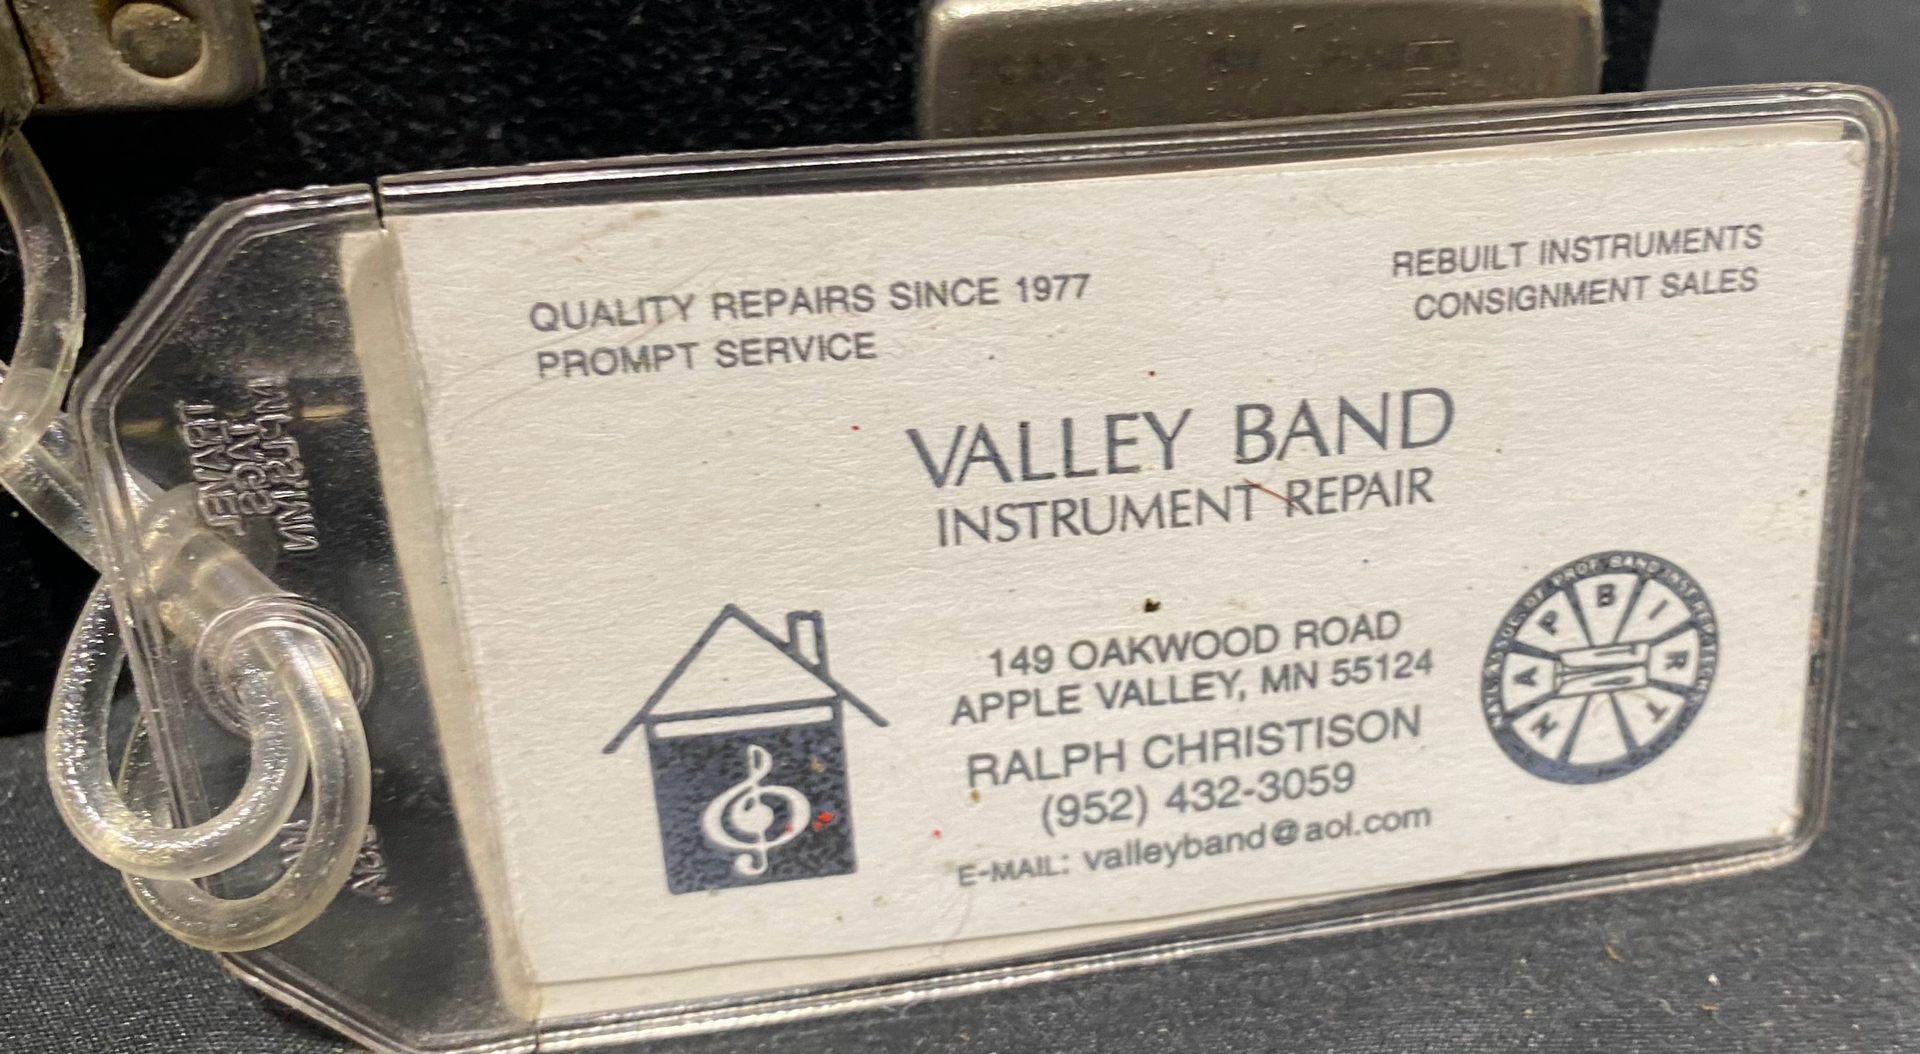 QUALITY REPAIRS SINCE 1977
PROMPT SERVICE
REBUILT INSTRUMENTS
CONSIGNMENT SALES
VALLEY BAND
INSTRUMENT REPAIR
149 OAKWOOD ROAD
APPLE VALLEY, MN 55124
RALPH CHRISTISON
(952) 432-3059
E-MAIL: valleyband@aol.com
NAPBIRT